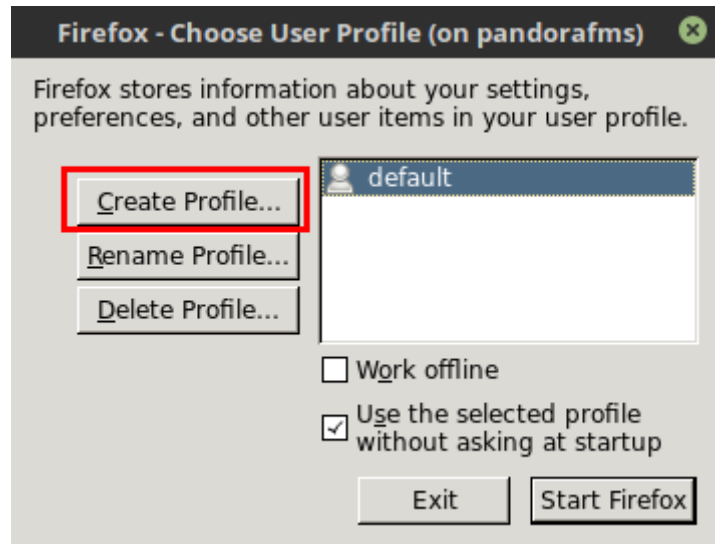 Firefox - Choose User Profile (on pandorafms)
Firefox stores information about your settings,
preferences, and other user items in your user profile.
Create Profile...
Rename Profile...
Delete Profile...
default
Work offline
Use the selected profile
without asking at startup
Exit
Start Firefox